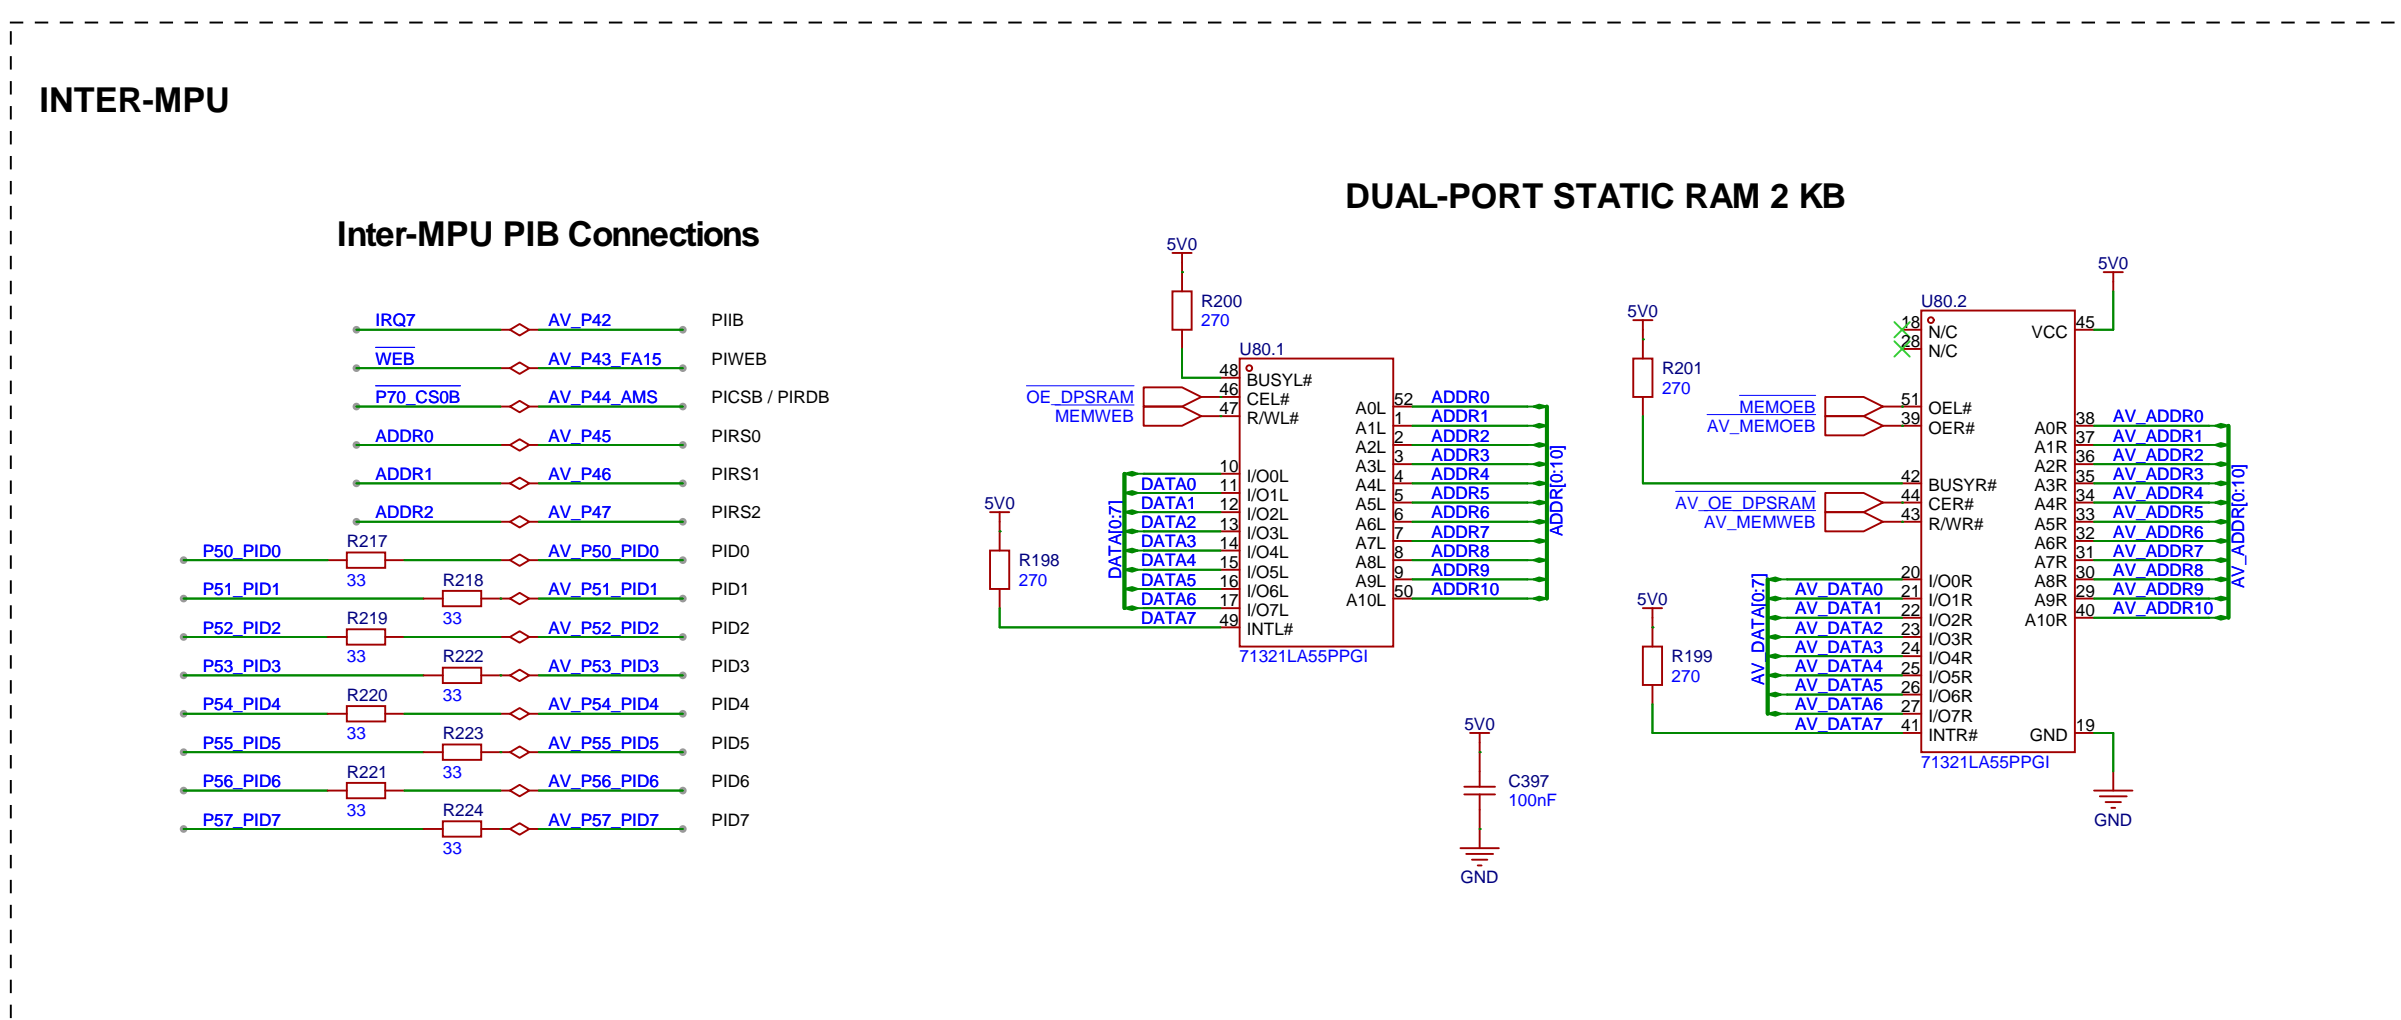 INTER-MPU
DUAL-PORT STATIC RAM 2 KB
Inter-MPU PIB Connections
IRQ7 AV_P42 PIIB
WEB AV_P43_FA15 PIWEB
P70_CS0B AV_P44_AMS PICSB / PIRDB
ADDR0 AV_P45 PIRS0
ADDR1 AV_P46 PIRS1
ADDR2 AV_P47 PIRS2
P50_PID0 R217 33 AV_P50_PID0 PID0
P51_PID1 R218 33 AV_P51_PID1 PID1
P52_PID2 R219 33 AV_P52_PID2 PID2
P53_PID3 R222 33 AV_P53_PID3 PID3
P54_PID4 R220 33 AV_P54_PID4 PID4
P55_PID5 R223 33 AV_P55_PID5 PID5
P56_PID6 R221 33 AV_P56_PID6 PID6
P57_PID7 R224 33 AV_P57_PID7 PID7
5V0
R200
270
U80.1
48 BUSYL#
OE_DPSRAM 46 CEL#
MEMWEB 47 R/WL#
A0L 52 ADDR0
A1L 1 ADDR1
A2L 2 ADDR2
A3L 3 ADDR3
A4L 4 ADDR4
A5L 5 ADDR5
A6L 6 ADDR6
A7L 7 ADDR7
A8L 8 ADDR8
A9L 9 ADDR9
A10L 50 ADDR10
ADDR[0:10]
DATA[0:7]
10 I/O0L
DATA0 11 I/O1L
DATA1 12 I/O2L
DATA2 13 I/O3L
DATA3 14 I/O4L
DATA4 15 I/O5L
DATA5 16 I/O6L
DATA6 17 I/O7L
DATA7 49 INTL#
5V0
R198
270
71321LA55PPGI
5V0
C397
100nF
GND
5V0
R201
270
U80.2
18 N/C
28 N/C
VCC 45
5V0
MEMOEB 51 OEL#
AV_MEMOEB 39 OER#
42 BUSYR#
AV_OE_DPSRAM 44 CER#
AV_MEMWEB 43 R/WR#
A0R 38 AV_ADDR0
A1R 37 AV_ADDR1
A2R 36 AV_ADDR2
A3R 35 AV_ADDR3
A4R 34 AV_ADDR4
A5R 33 AV_ADDR5
A6R 32 AV_ADDR6
A7R 31 AV_ADDR7
A8R 30 AV_ADDR8
A9R 29 AV_ADDR9
A10R 40 AV_ADDR10
AV_ADDR[0:10]
AV_DATA[0:7]
20 I/O0R
AV_DATA0 21 I/O1R
AV_DATA1 22 I/O2R
AV_DATA2 23 I/O3R
AV_DATA3 24 I/O4R
AV_DATA4 25 I/O5R
AV_DATA5 26 I/O6R
AV_DATA6 27 I/O7R
AV_DATA7 41 INTR#
5V0
R199
270
GND 19
71321LA55PPGI
GND